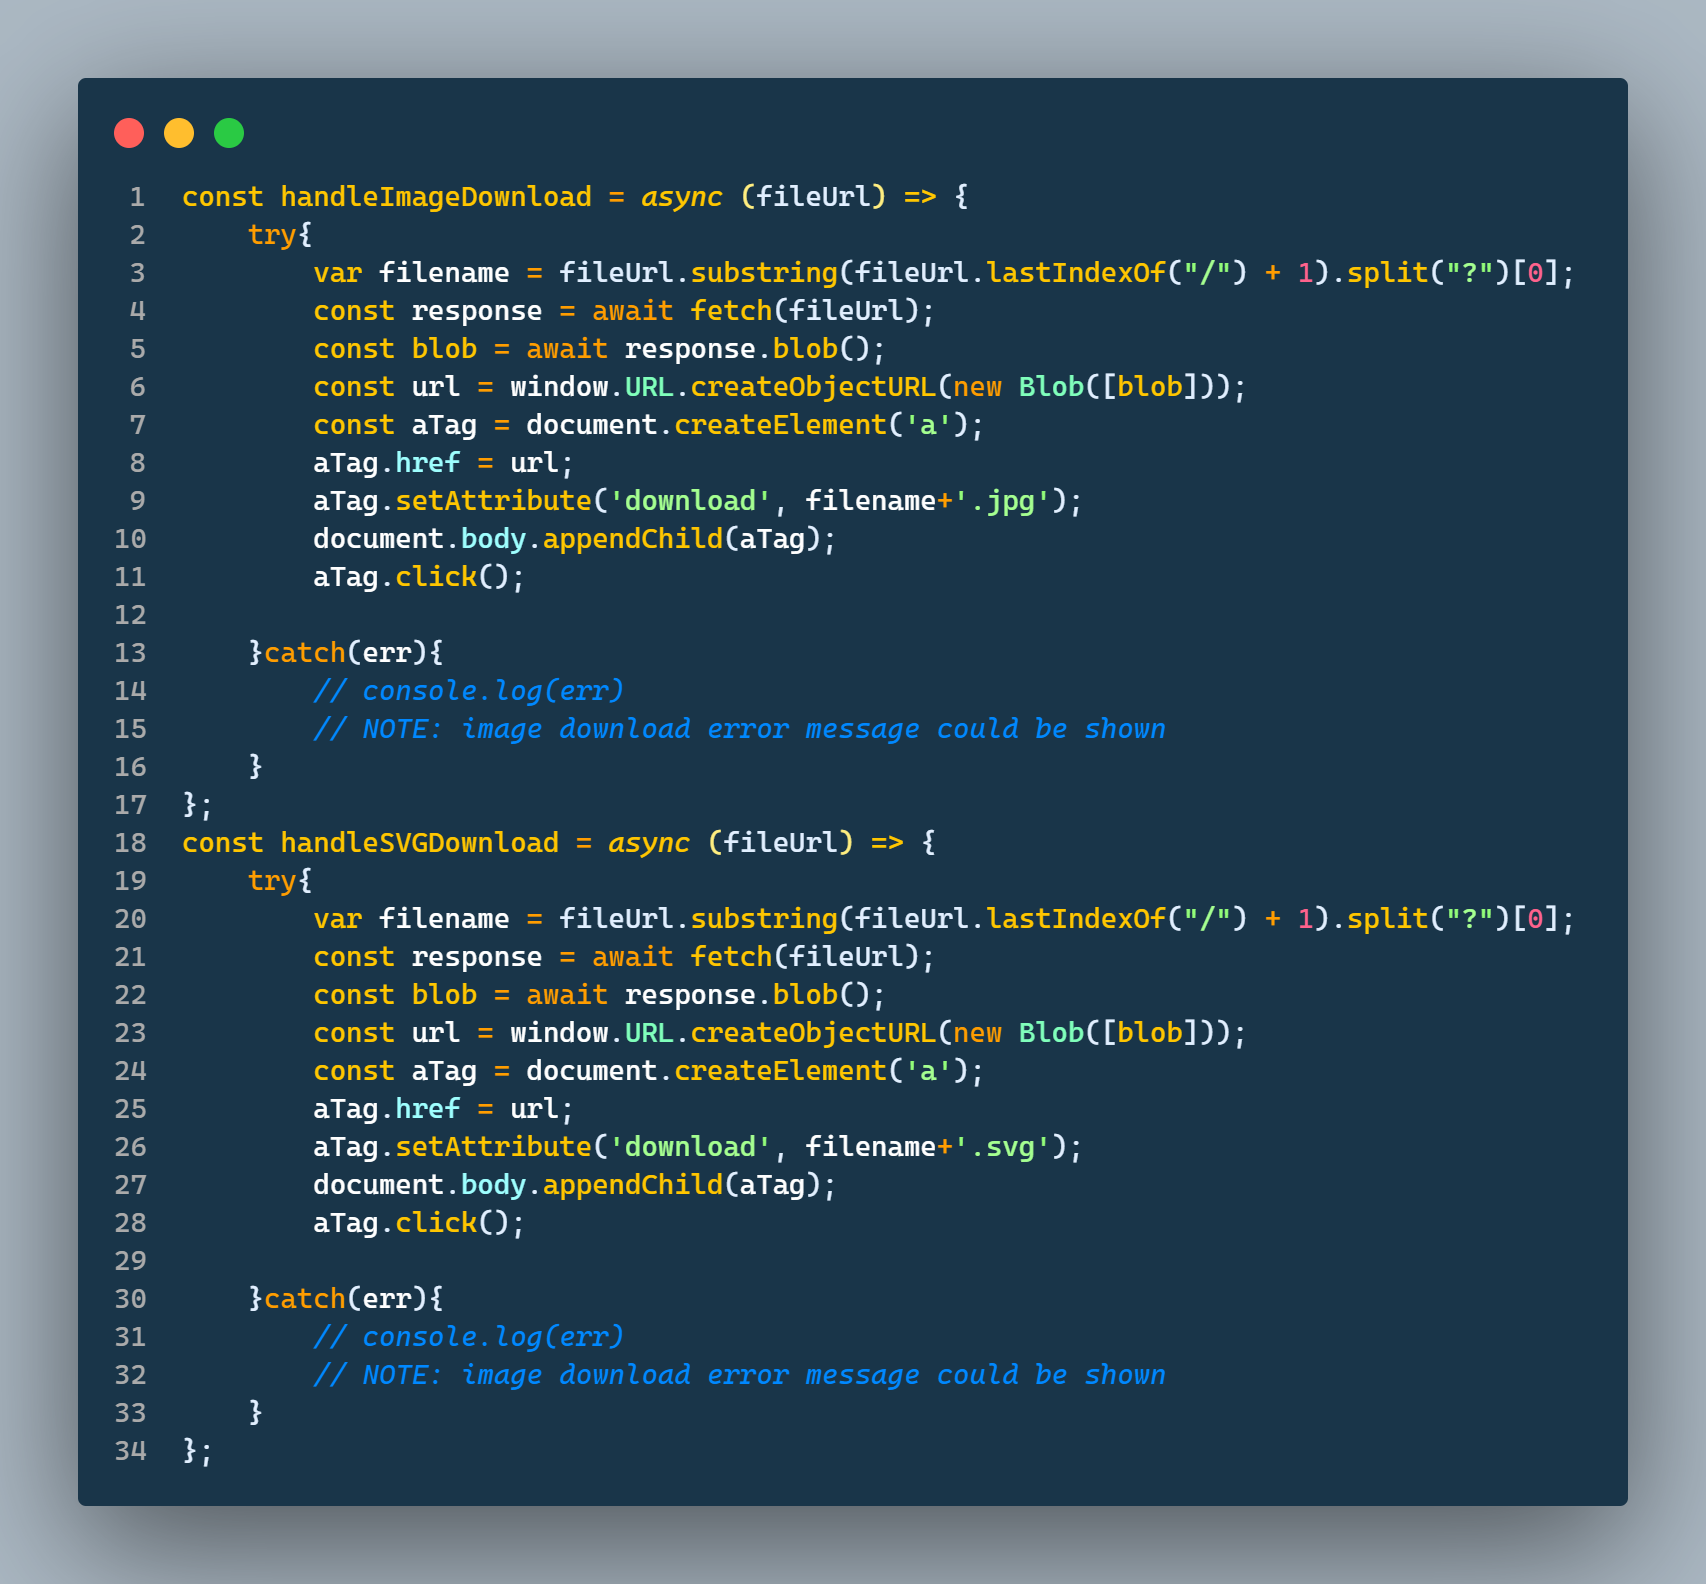 1 const handleImageDownload = async (fileUrl) => {
2     try{
3         var filename = fileUrl.substring(fileUrl.lastIndexOf("/") + 1).split("?")[0];
4         const response = await fetch(fileUrl);
5         const blob = await response.blob();
6         const url = window.URL.createObjectURL(new Blob([blob]));
7         const aTag = document.createElement('a');
8         aTag.href = url;
9         aTag.setAttribute('download', filename+'.jpg');
10         document.body.appendChild(aTag);
11         aTag.click();
12
13     }catch(err){
14         // console.log(err)
15         // NOTE: image download error message could be shown
16     }
17 };
18 const handleSVGDownload = async (fileUrl) => {
19     try{
20         var filename = fileUrl.substring(fileUrl.lastIndexOf("/") + 1).split("?")[0];
21         const response = await fetch(fileUrl);
22         const blob = await response.blob();
23         const url = window.URL.createObjectURL(new Blob([blob]));
24         const aTag = document.createElement('a');
25         aTag.href = url;
26         aTag.setAttribute('download', filename+'.svg');
27         document.body.appendChild(aTag);
28         aTag.click();
29
30     }catch(err){
31         // console.log(err)
32         // NOTE: image download error message could be shown
33     }
34 };